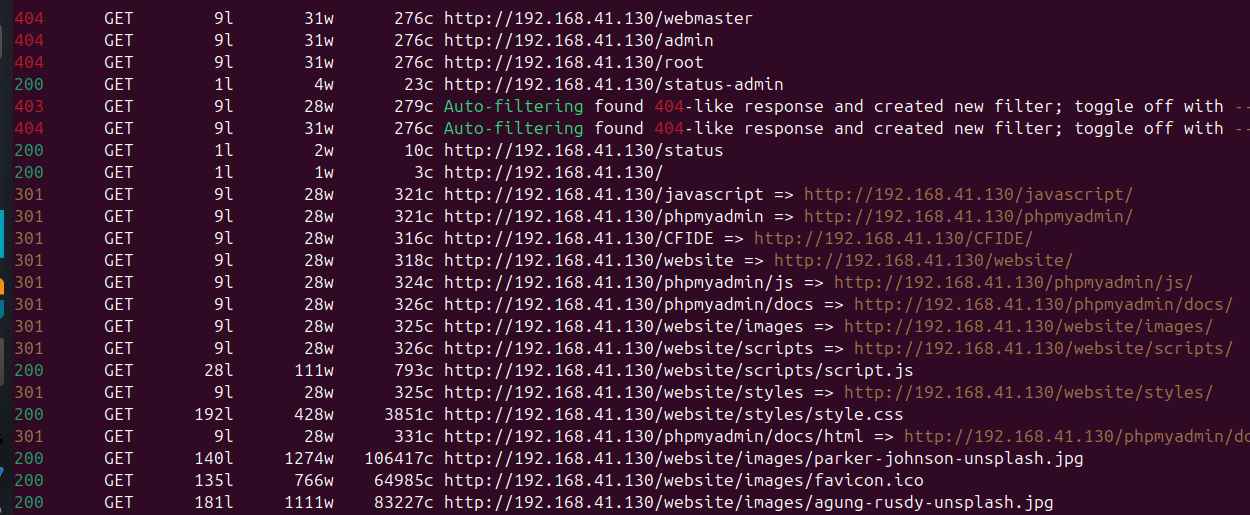 404 GET 9l 31w 276c http://192.168.41.130/webmaster
404 GET 9l 31w 276c http://192.168.41.130/admin
404 GET 9l 31w 276c http://192.168.41.130/root
200 GET 1l 4w 23c http://192.168.41.130/status-admin
403 GET 9l 28w 279c Auto-filtering found 404-like response and created new filter; toggle off with --
404 GET 9l 31w 276c Auto-filtering found 404-like response and created new filter; toggle off with --
200 GET 1l 2w 10c http://192.168.41.130/status
200 GET 1l 1w 3c http://192.168.41.130/
301 GET 9l 28w 321c http://192.168.41.130/javascript => http://192.168.41.130/javascript/
301 GET 9l 28w 321c http://192.168.41.130/phpmyadmin => http://192.168.41.130/phpmyadmin/
301 GET 9l 28w 316c http://192.168.41.130/CFIDE => http://192.168.41.130/CFIDE/
301 GET 9l 28w 318c http://192.168.41.130/website => http://192.168.41.130/website/
301 GET 9l 28w 324c http://192.168.41.130/phpmyadmin/js => http://192.168.41.130/phpmyadmin/js/
301 GET 9l 28w 326c http://192.168.41.130/phpmyadmin/docs => http://192.168.41.130/phpmyadmin/docs/
301 GET 9l 28w 325c http://192.168.41.130/website/images => http://192.168.41.130/website/images/
301 GET 9l 28w 326c http://192.168.41.130/website/scripts => http://192.168.41.130/website/scripts/
200 GET 28l 111w 793c http://192.168.41.130/website/scripts/script.js
301 GET 9l 28w 325c http://192.168.41.130/website/styles => http://192.168.41.130/website/styles/
200 GET 192l 428w 3851c http://192.168.41.130/website/styles/style.css
301 GET 9l 28w 331c http://192.168.41.130/phpmyadmin/docs/html => http://192.168.41.130/phpmyadmin/do
200 GET 140l 1274w 106417c http://192.168.41.130/website/images/parker-johnson-unsplash.jpg
200 GET 135l 766w 64985c http://192.168.41.130/website/images/favicon.ico
200 GET 181l 1111w 83227c http://192.168.41.130/website/images/agung-rusdy-unsplash.jpg